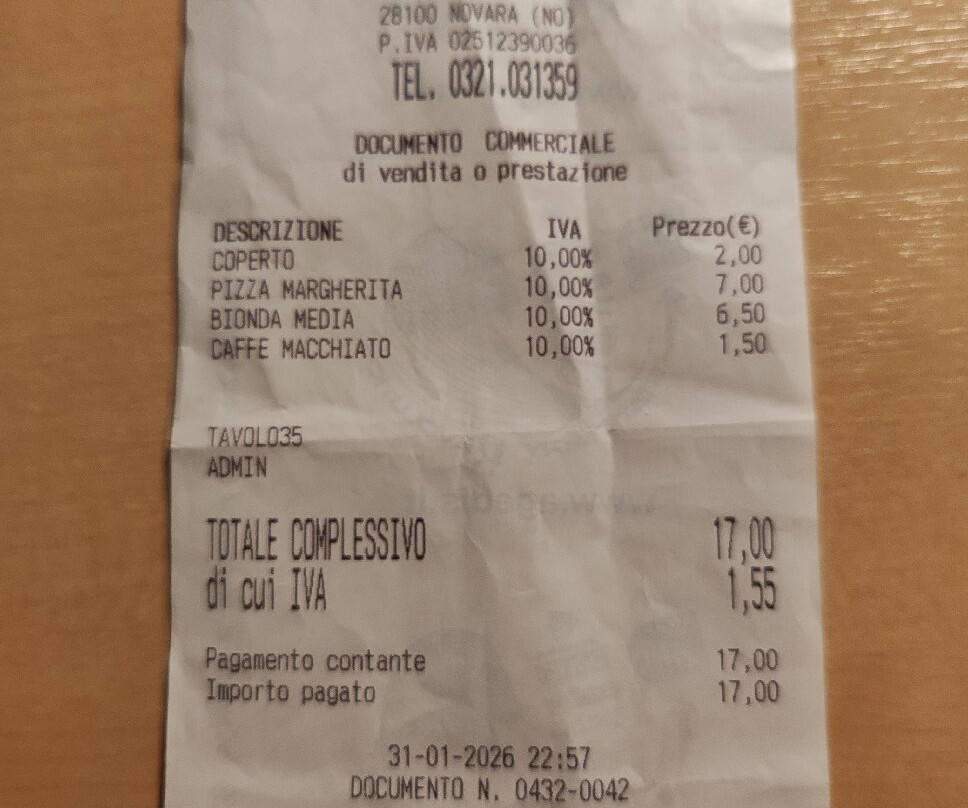 28100 NOVARA (NO)
P.IVA 02512390036
TEL. 0321.031359
DOCUMENTO COMMERCIALE
di vendita o prestazione
DESCRIZIONE IVA Prezzo(€)
COPERTO 10,00% 2,00
PIZZA MARGHERITA 10,00% 7,00
BIONDA MEDIA 10,00% 6,50
CAFFE MACCHIATO 10,00% 1,50
TAVOLO35
ADMIN
TOTALE COMPLESSIVO 17,00
di cui IVA 1,55
Pagamento contante 17,00
Importo pagato 17,00
31-01-2026 22:57
DOCUMENTO N. 0432-0042